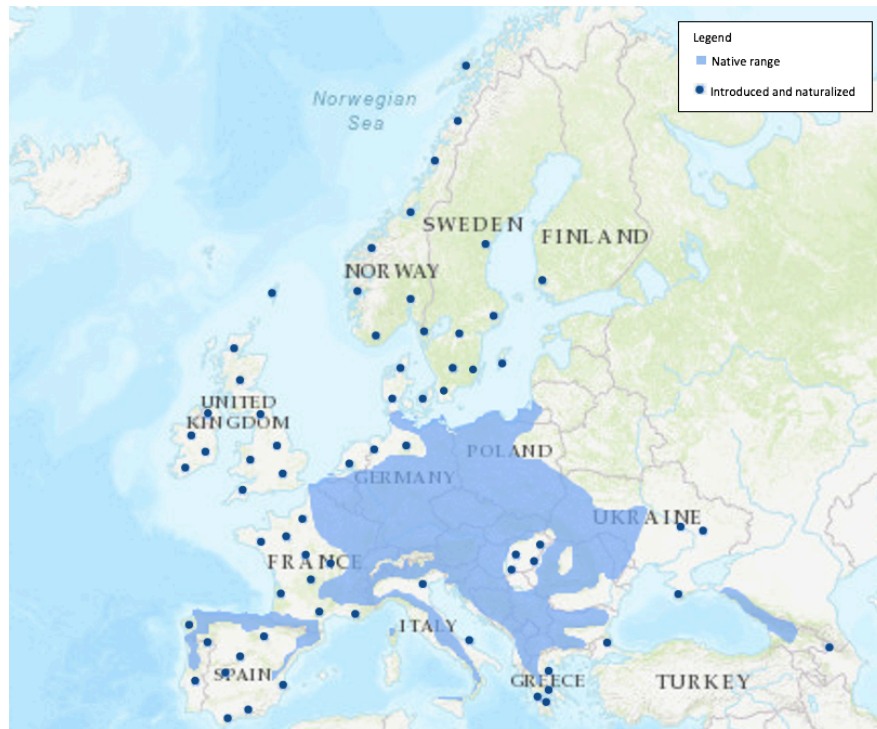 Legend
Native range
Introduced and naturalized
Norwegian
Sea
SWEDEN
FINLAND
NORWAY
UNITED
KINGDOM
POLAND
GERMANY
UKRAINE
FRANCE
ITALY
SPAIN
GREECE
TURKEY